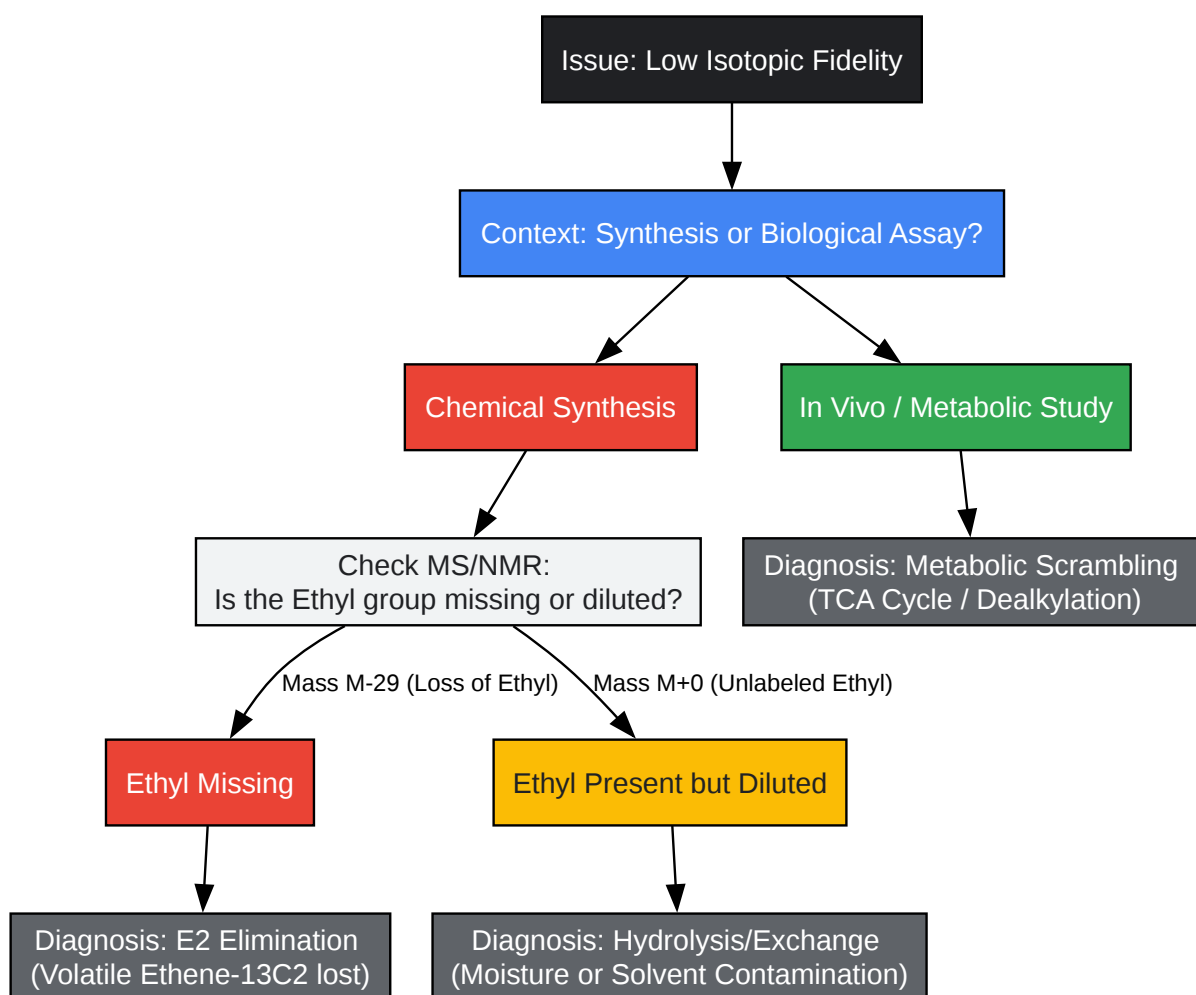 Issue: Low Isotopic Fidelity
Context: Synthesis or Biological Assay?
Chemical Synthesis
In Vivo / Metabolic Study
Check MS/NMR:
Is the Ethyl group missing or diluted?
Diagnosis: Metabolic Scrambling
(TCA Cycle / Dealkylation)
Mass M-29 (Loss of Ethyl)
Mass M+0 (Unlabeled Ethyl)
Ethyl Missing
Ethyl Present but Diluted
Diagnosis: E2 Elimination
(Volatile Ethene-13C2 lost)
Diagnosis: Hydrolysis/Exchange
(Moisture or Solvent Contamination)